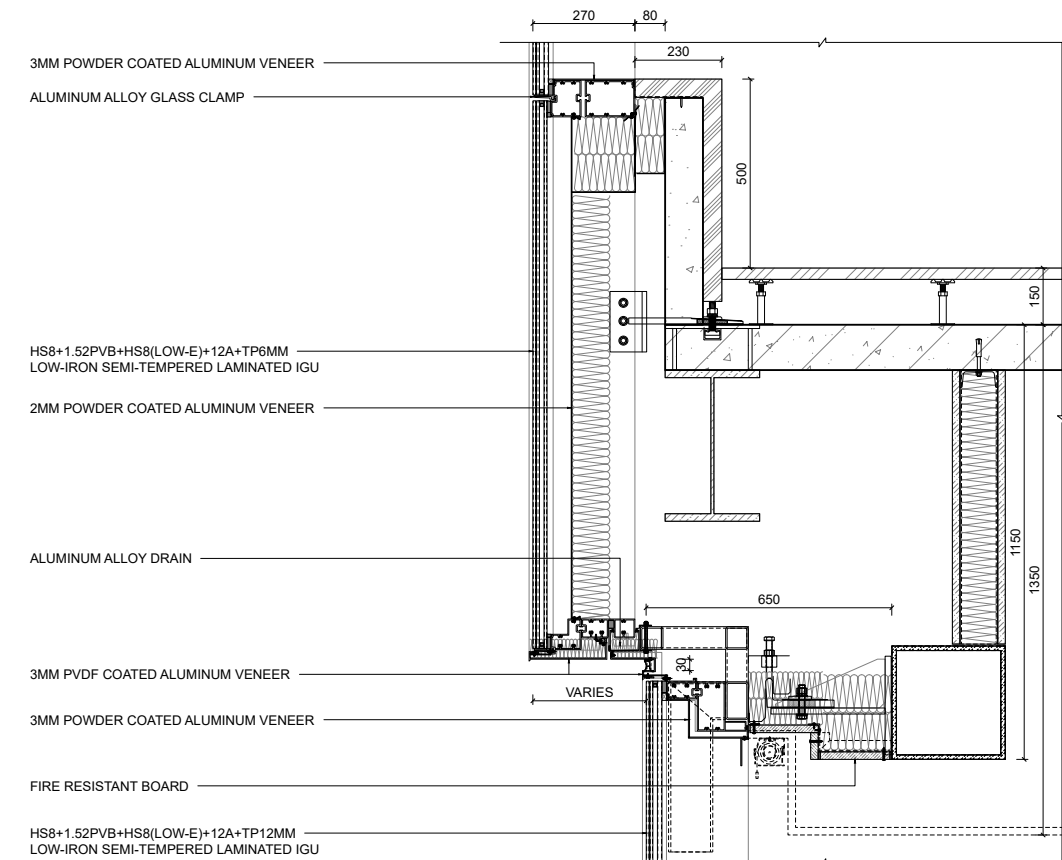 270
80
230
3MM POWDER COATED ALUMINUM VENEER
ALUMINUM ALLOY GLASS CLAMP
500
150
HS8+1.52PVB+HS8(LOW-E)+12A+TP6MM
LOW-IRON SEMI-TEMPERED LAMINATED IGU
2MM POWDER COATED ALUMINUM VENEER
1150
1350
ALUMINUM ALLOY DRAIN
650
30
3MM PVDF COATED ALUMINUM VENEER
VARIES
3MM POWDER COATED ALUMINUM VENEER
FIRE RESISTANT BOARD
HS8+1.52PVB+HS8(LOW-E)+12A+TP12MM
LOW-IRON SEMI-TEMPERED LAMINATED IGU